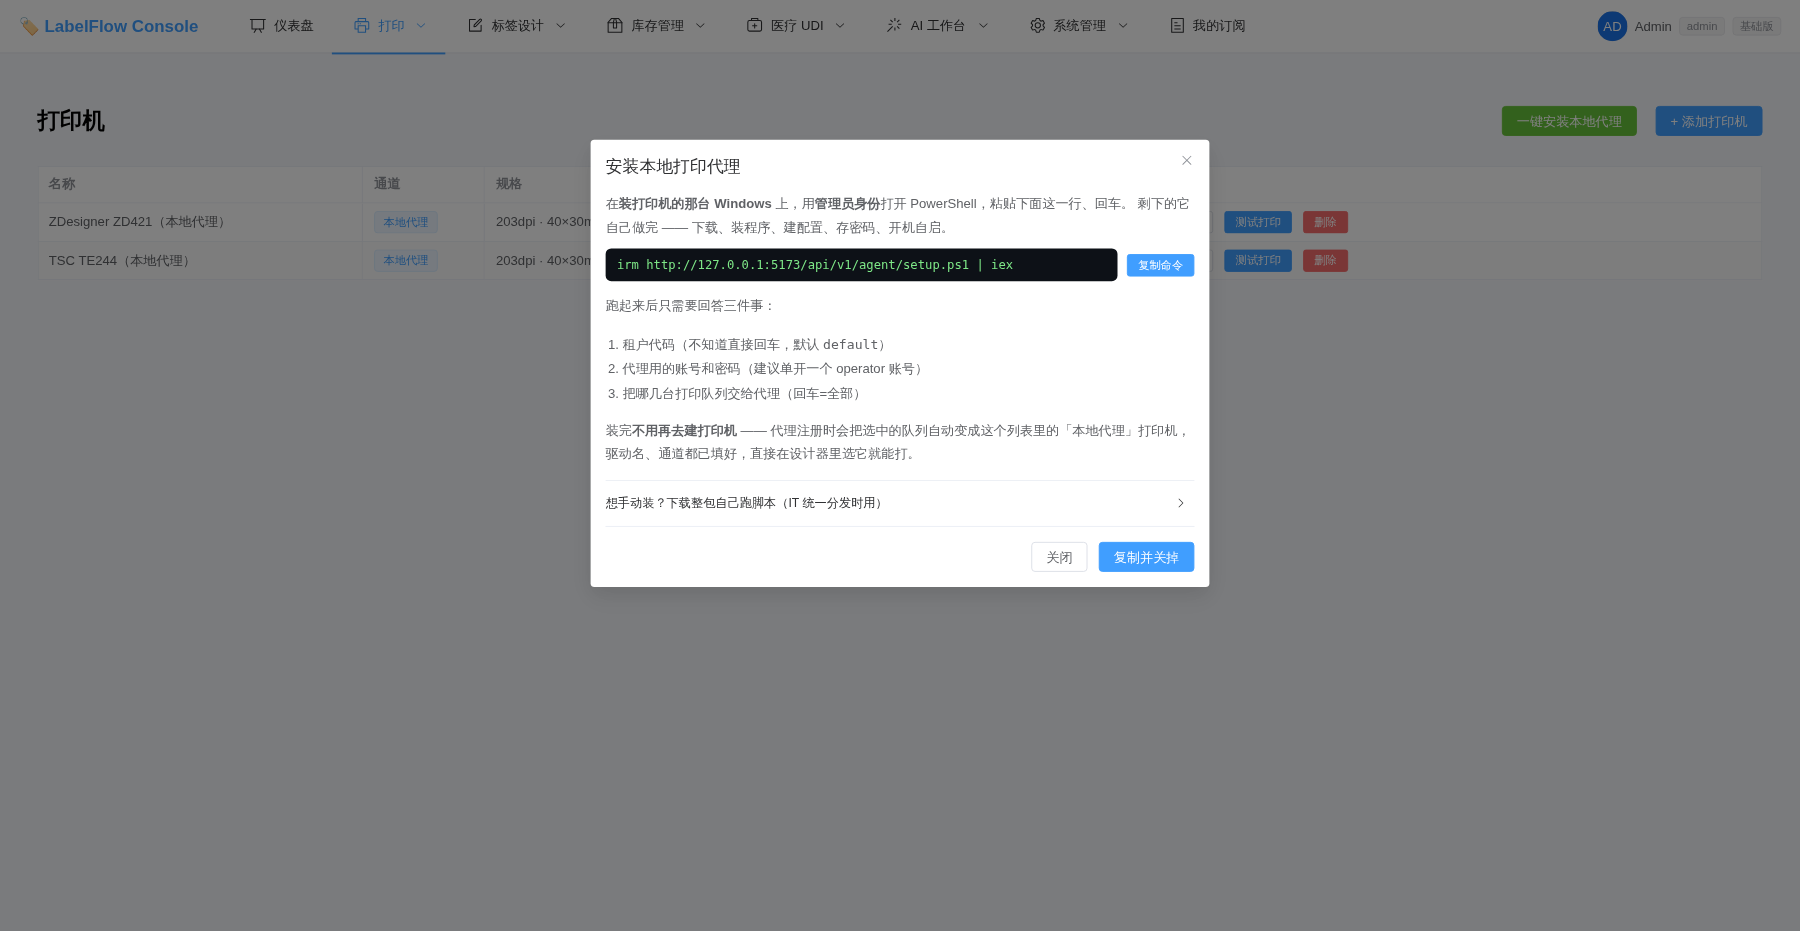 🏷️ LabelFlow Console
仪表盘
打印
标签设计
库存管理
医疗 UDI
AI 工作台
系统管理
我的订阅
AD
Admin
admin
基础版
打印机
一键安装本地代理
+ 添加打印机
名称
通道
规格
ZDesigner ZD421（本地代理）
本地代理
203dpi · 40×30m
测试打印
删除
TSC TE244（本地代理）
本地代理
203dpi · 40×30m
测试打印
删除
安装本地打印代理
在装打印机的那台 Windows 上，用管理员身份打开 PowerShell，粘贴下面这一行、回车。 剩下的它
自己做完 —— 下载、装程序、建配置、存密码、开机自启。
irm http://127.0.0.1:5173/api/v1/agent/setup.ps1 | iex
复制命令
跑起来后只需要回答三件事：
1. 租户代码（不知道直接回车，默认 default）
2. 代理用的账号和密码（建议单开一个 operator 账号）
3. 把哪几台打印队列交给代理（回车=全部）
装完不用再去建打印机 —— 代理注册时会把选中的队列自动变成这个列表里的「本地代理」打印机，
驱动名、通道都已填好，直接在设计器里选它就能打。
想手动装？下载整包自己跑脚本（IT 统一分发时用）
关闭
复制并关掉